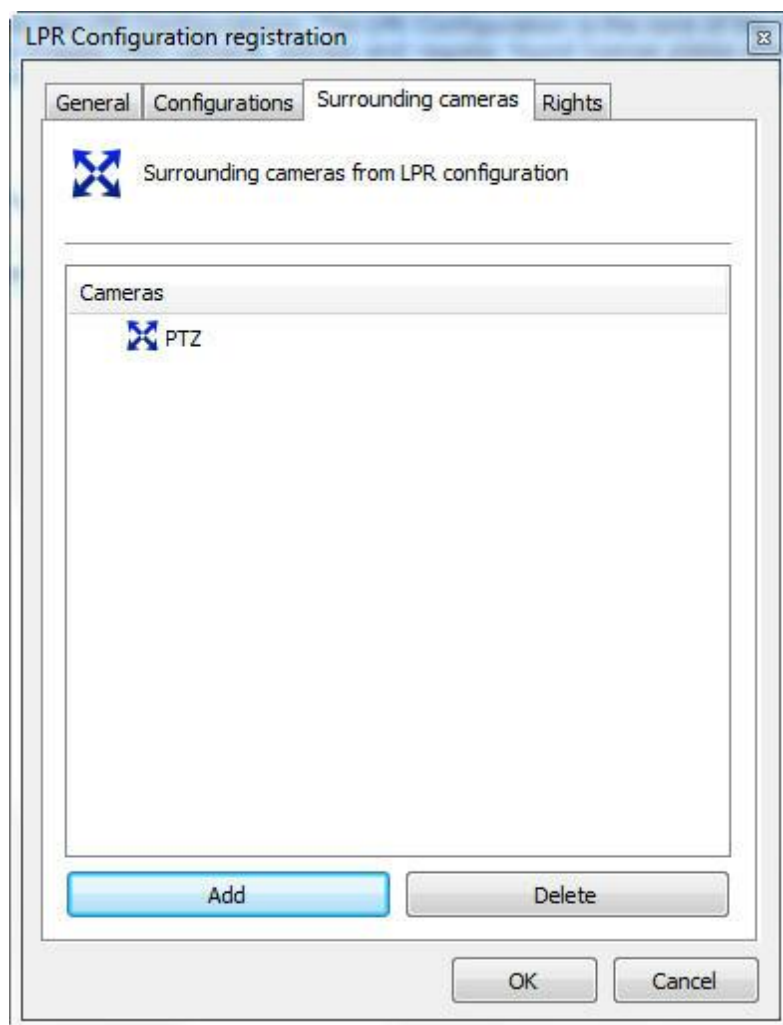 LPR Configuration registration
General Configurations Surrounding cameras Rights
Surrounding cameras from LPR configuration
Cameras
PTZ
Add Delete
OK Cancel